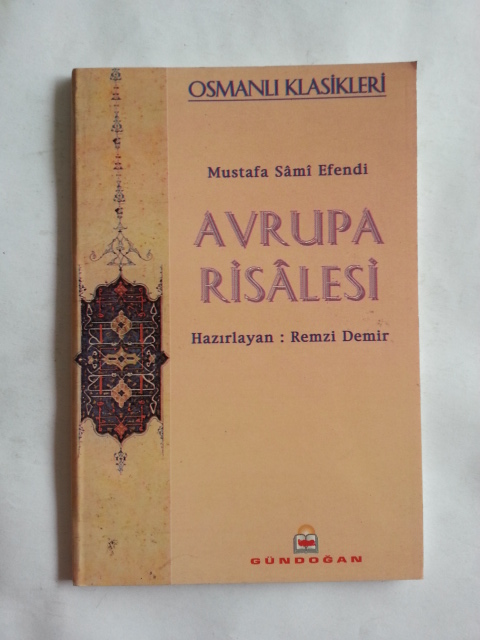 OSMANLI KLASİKLERİ
Mustafa Sâmî Efendi
AVRUPA
RİSÂLESİ
Hazırlayan : Remzi Demir
GÜNDOĞAN